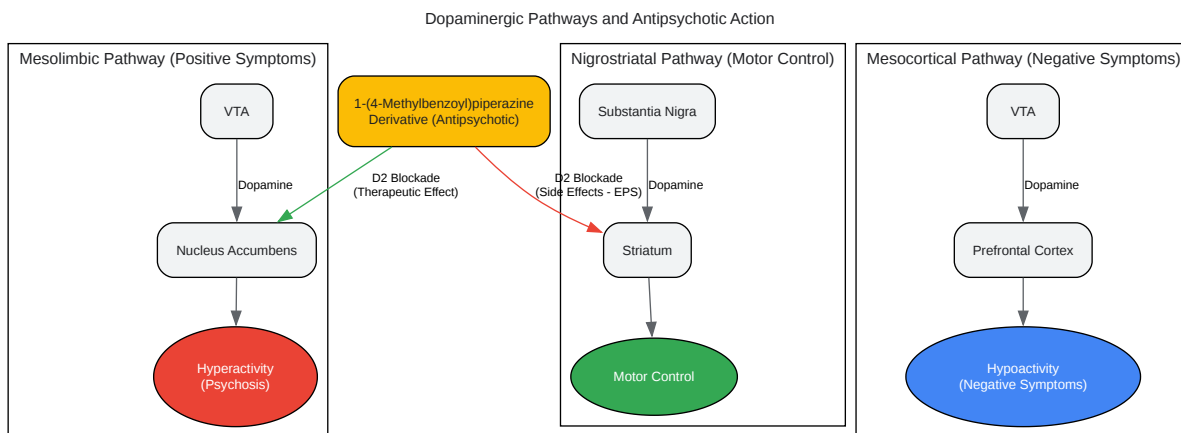 Dopaminergic Pathways and Antipsychotic Action
Mesolimbic Pathway (Positive Symptoms)
VTA
Dopamine
Nucleus Accumbens
Hyperactivity
(Psychosis)
1-(4-Methylbenzoyl)piperazine
Derivative (Antipsychotic)
D2 Blockade
(Therapeutic Effect)
D2 Blockade
(Side Effects - EPS)
Nigrostriatal Pathway (Motor Control)
Substantia Nigra
Dopamine
Striatum
Motor Control
Mesocortical Pathway (Negative Symptoms)
VTA
Dopamine
Prefrontal Cortex
Hypoactivity
(Negative Symptoms)